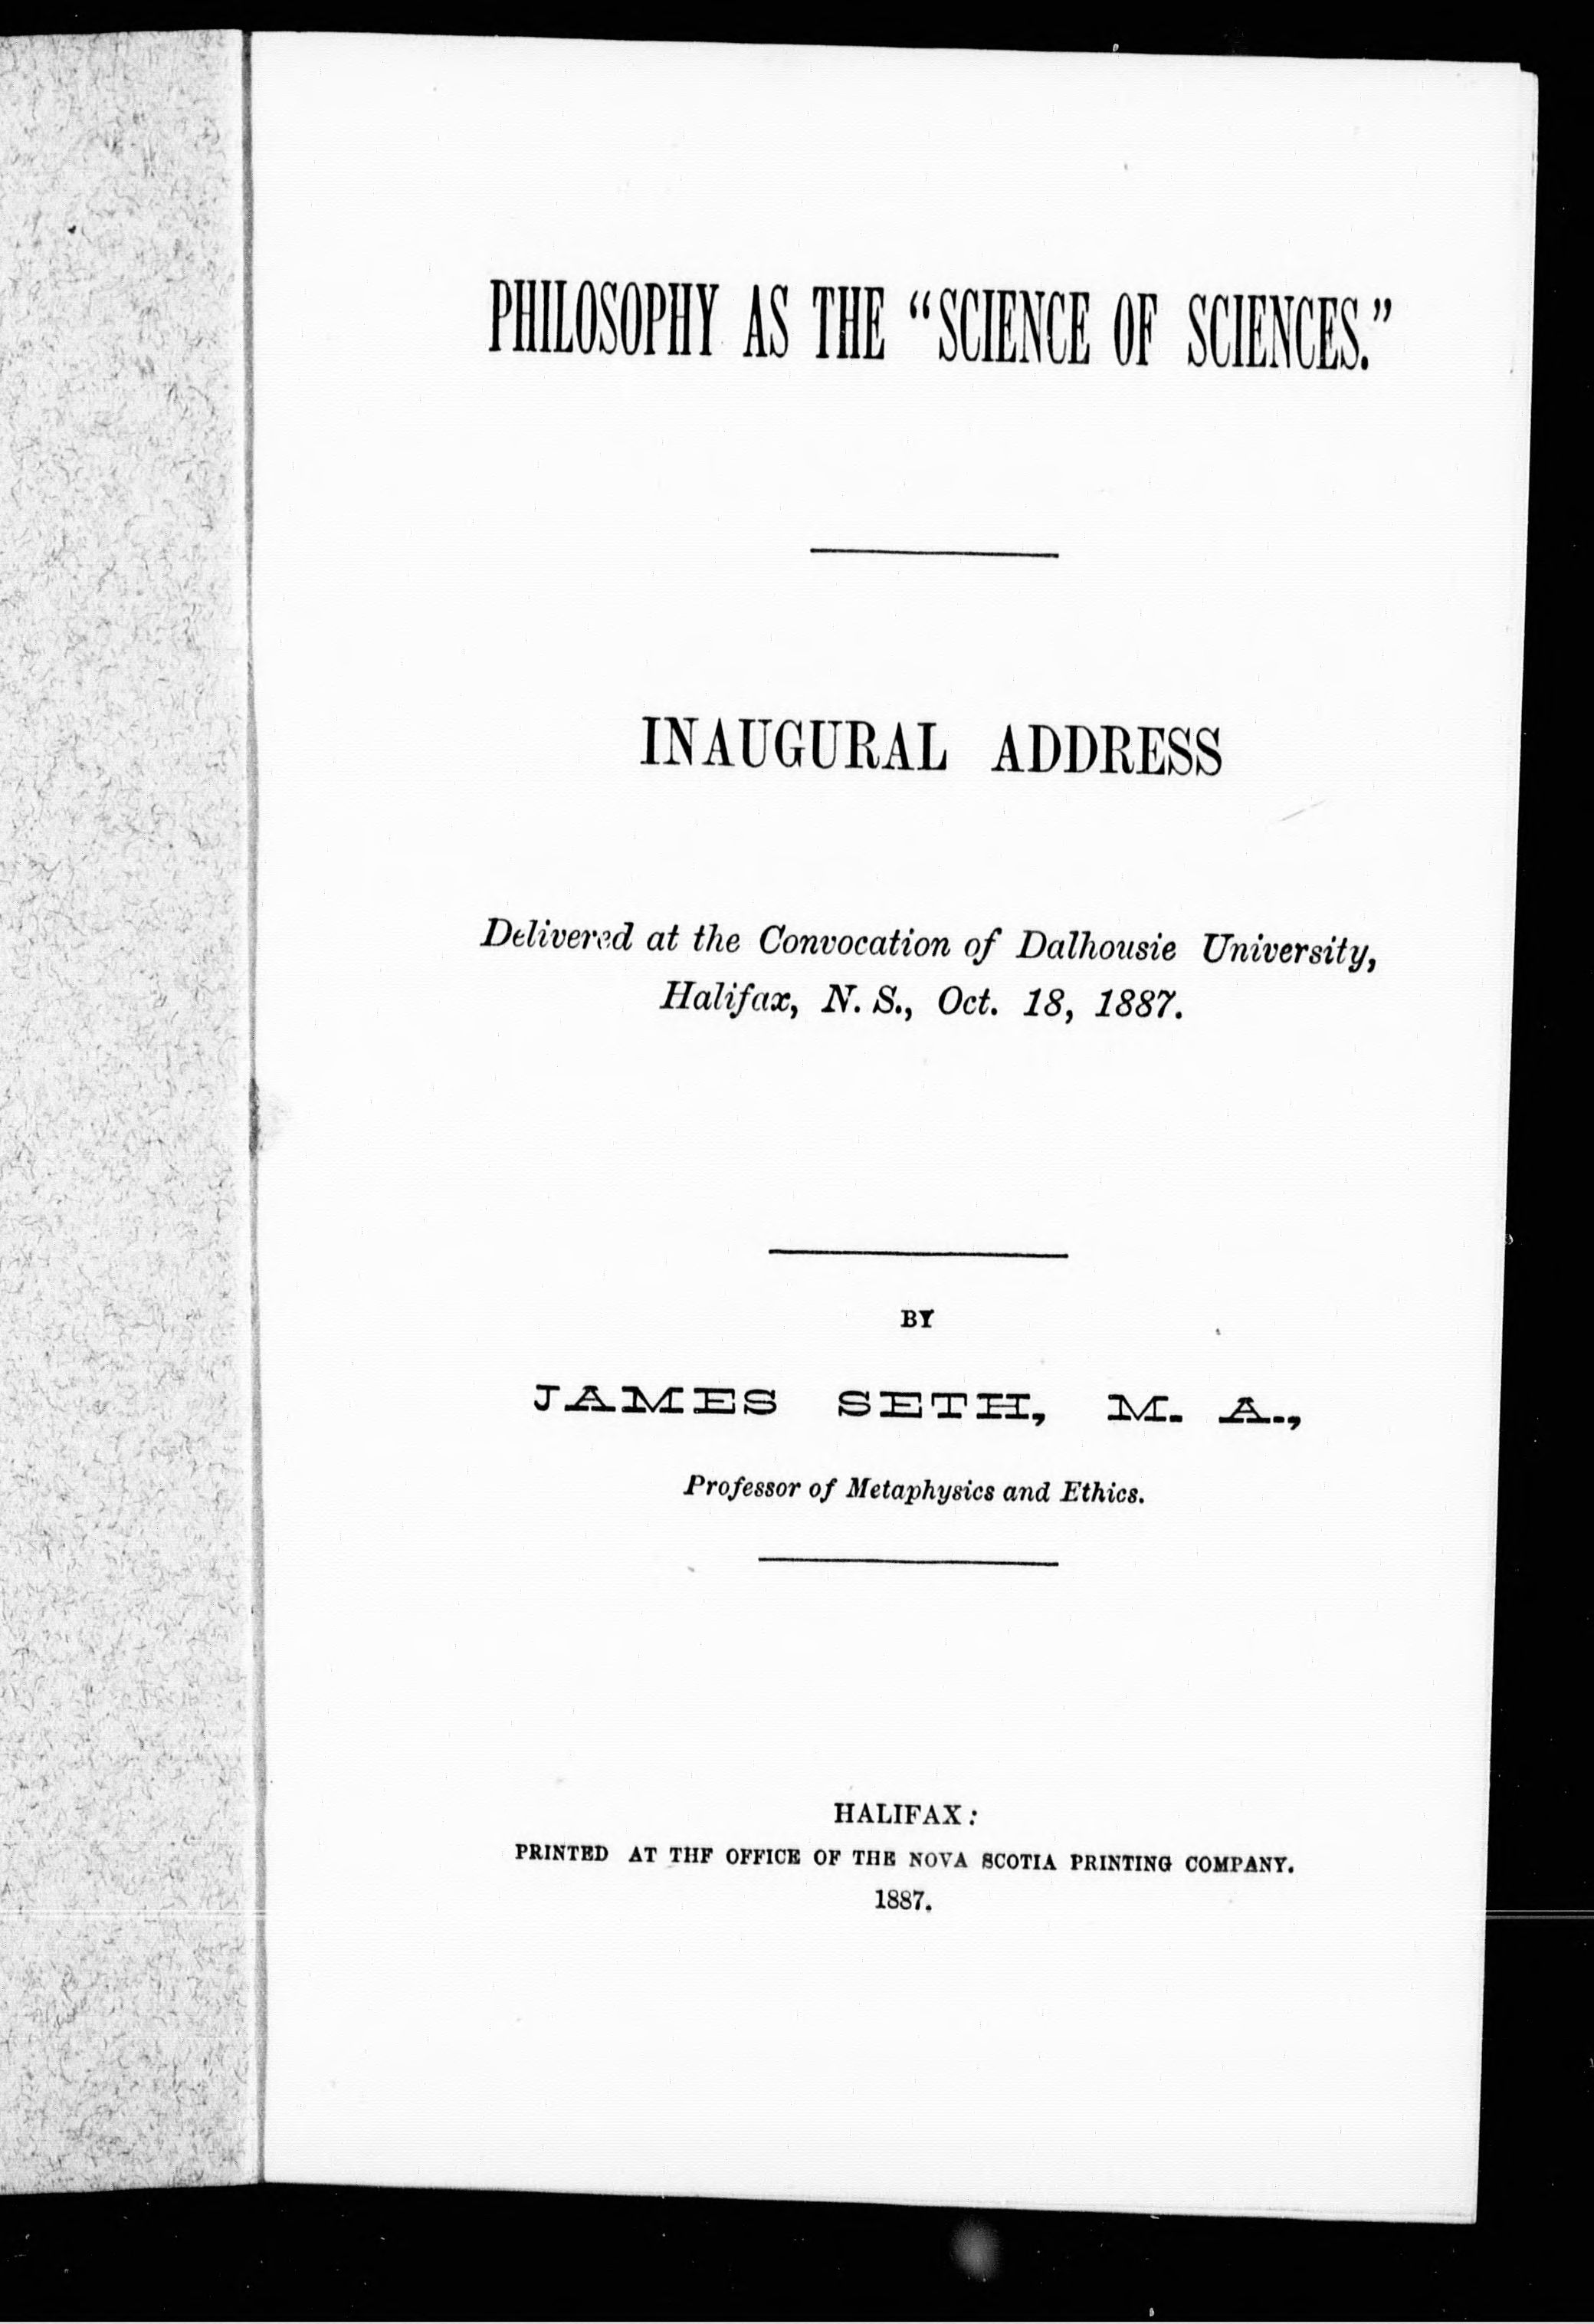 PHILOSOPHY AS THE “SCIENCE OF SCIENCES.”
INAUGURAL ADDRESS
Delivered at the Convocation of Dalhousie University,
Halifax, N. S., Oct. 18, 1887.
BY
JAMES SETH, M. A.,
Professor of Metaphysics and Ethics.
HALIFAX:
PRINTED AT THE OFFICE OF THE NOVA SCOTIA PRINTING COMPANY.
1887.